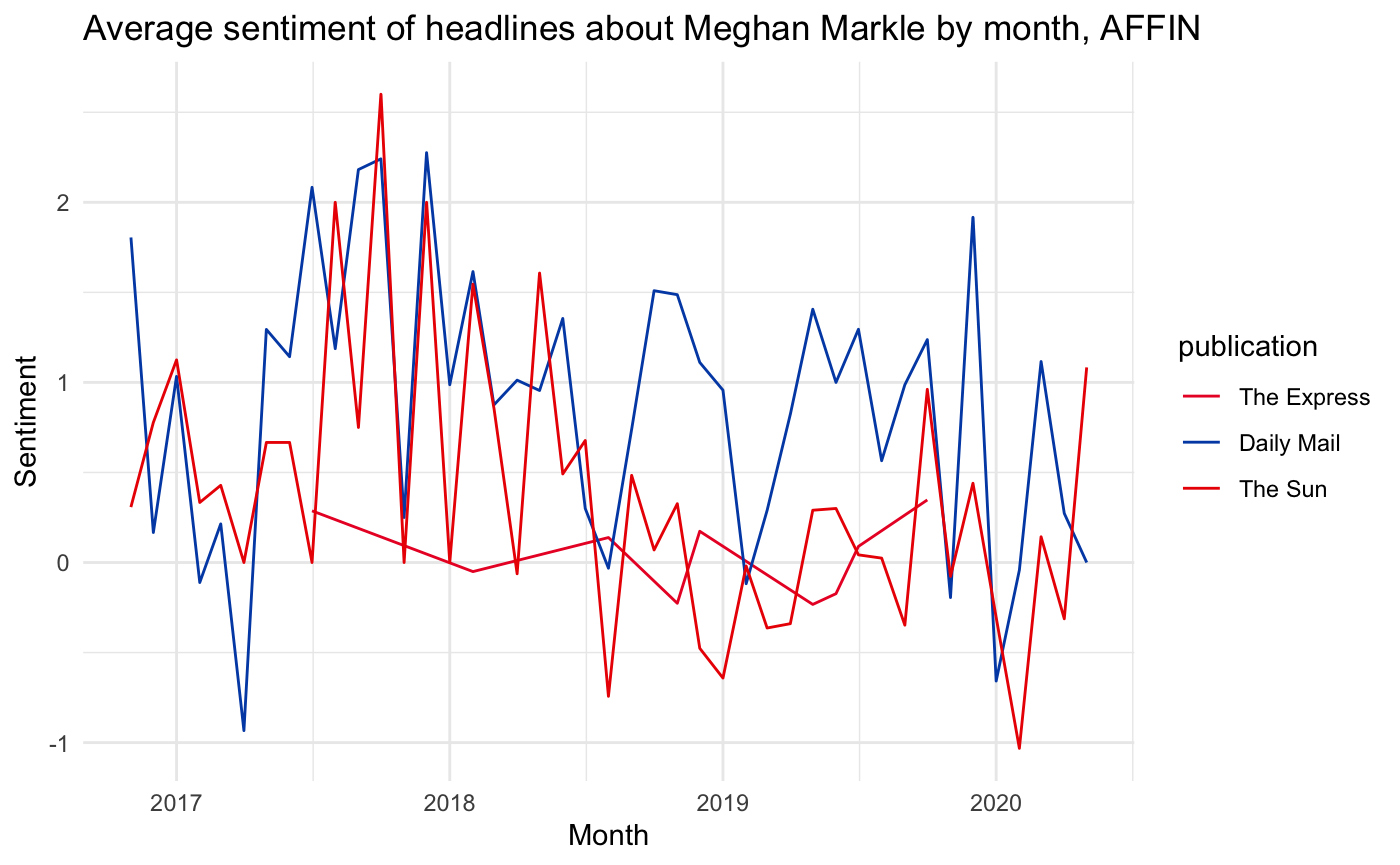 Average sentiment of headlines about Meghan Markle by month, AFFIN
Sentiment
2
1
0
-1
2017
2018
2019
2020
Month
publication
The Express
Daily Mail
The Sun